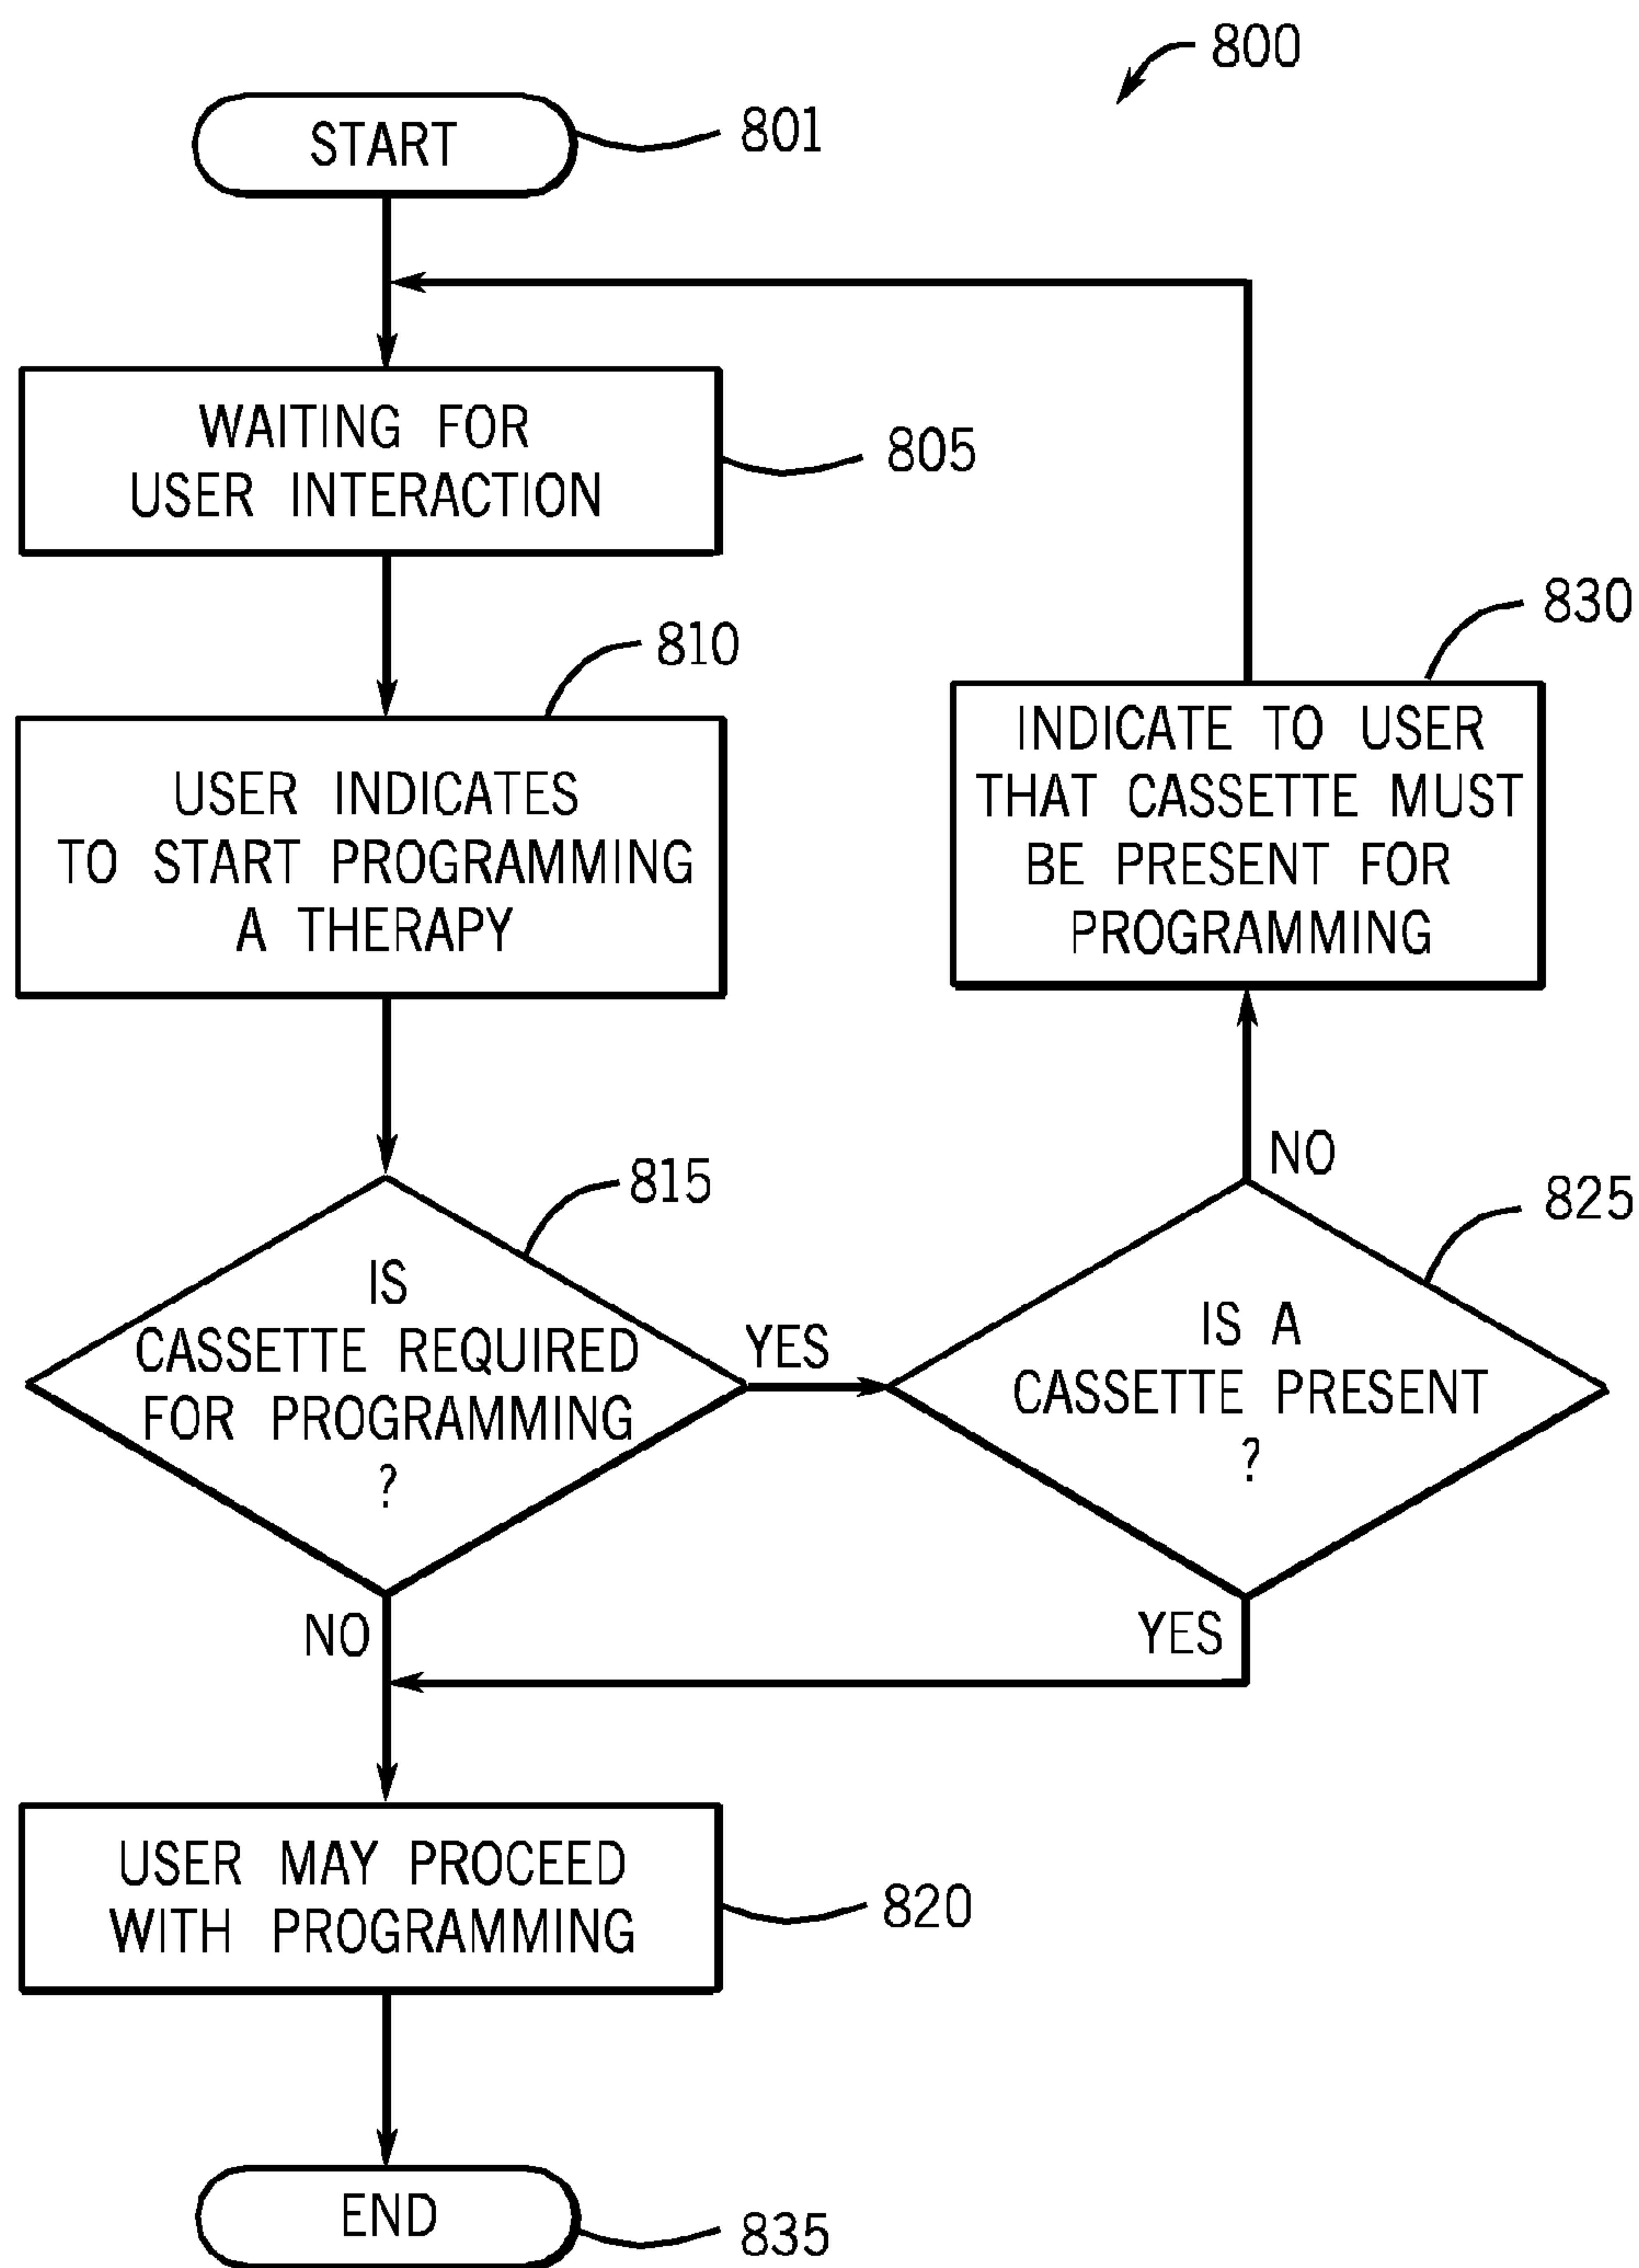 800
START
801
WAITING FOR
USER INTERACTION
805
810
USER INDICATES
TO START PROGRAMMING
A THERAPY
830
INDICATE TO USER
THAT CASSETTE MUST
BE PRESENT FOR
PROGRAMMING
815
IS
CASSETTE REQUIRED
FOR PROGRAMMING
?
YES
NO
825
IS A
CASSETTE PRESENT
?
NO
YES
USER MAY PROCEED
WITH PROGRAMMING
820
END
835